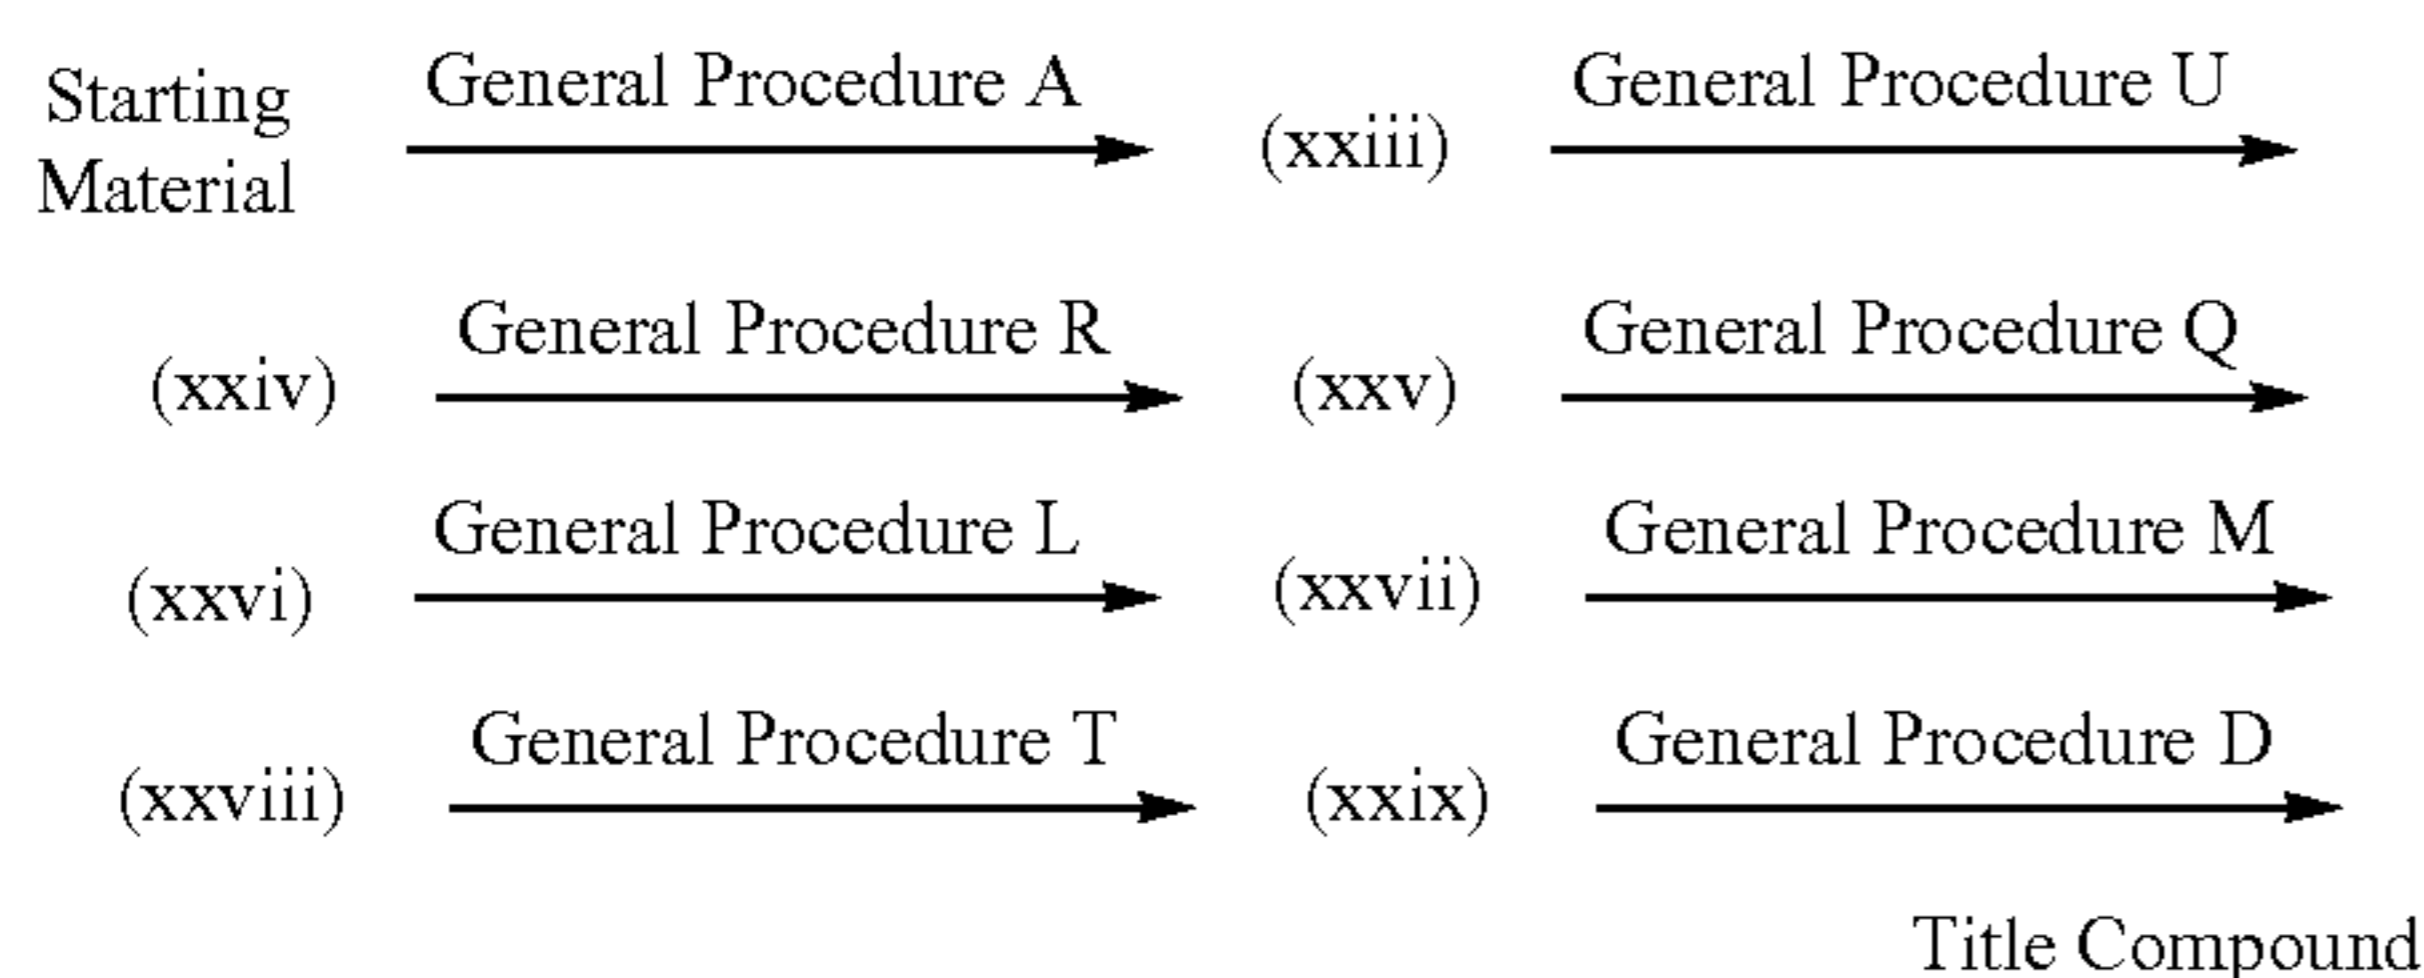 Starting
Material
General Procedure A
(xxiii)
General Procedure U
(xxiv)
General Procedure R
(xxv)
General Procedure Q
(xxvi)
General Procedure L
(xxvii)
General Procedure M
(xxviii)
General Procedure T
(xxix)
General Procedure D
Title Compound